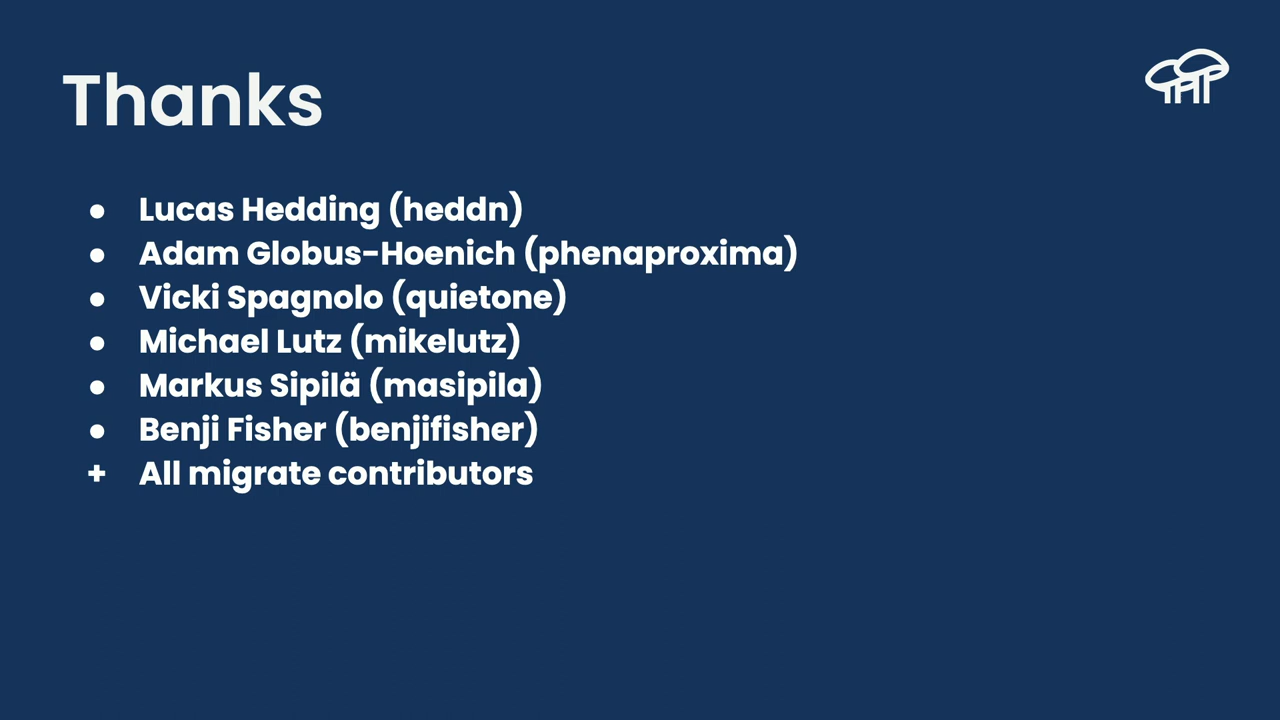 Thanks
● Lucas Hedding (heddn)
● Adam Globus-Hoenich (phenaproxima)
● Vicki Spagnolo (quietone)
● Michael Lutz (mikelutz)
● Markus Sipilä (masipila)
● Benji Fisher (benjifisher)
+ All migrate contributors